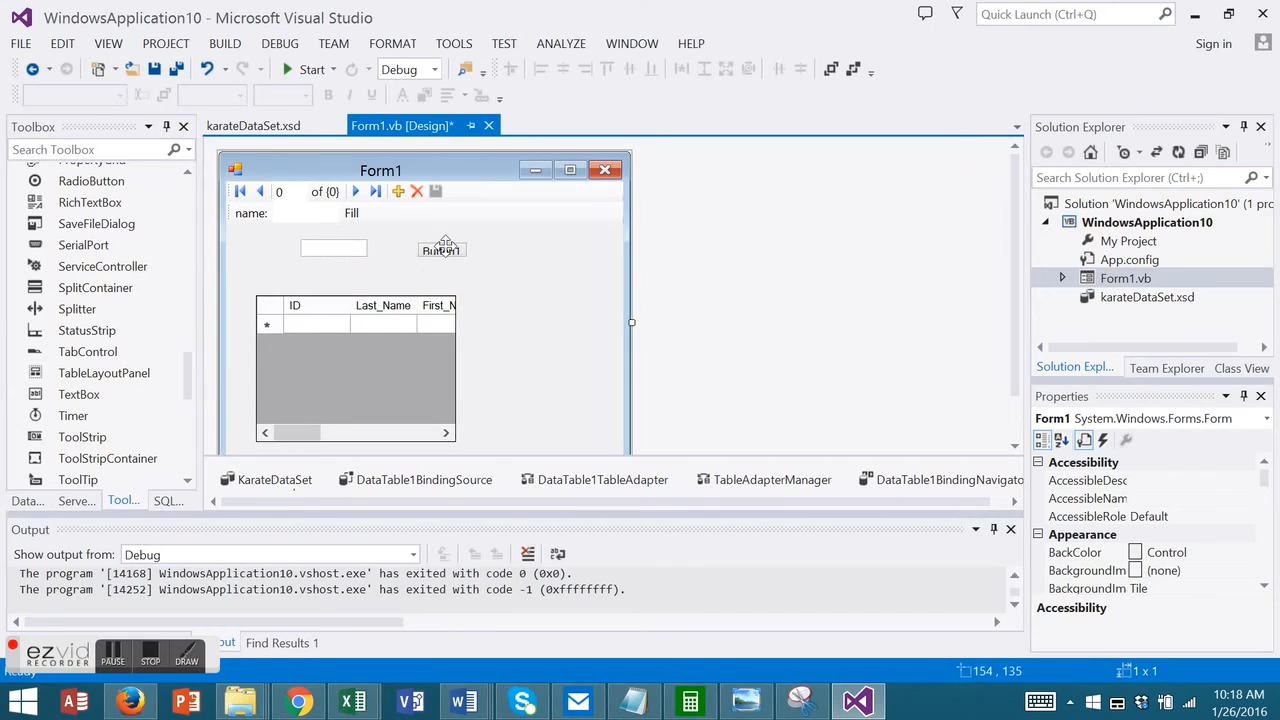 WindowsApplication10 - Microsoft Visual Studio
Quick Launch (Ctrl+;)
FILE EDIT VIEW PROJECT BUILD DEBUG TEAM FORMAT TOOLS TEST ANALYZE WINDOW HELP
Sign in
Start Debug
Toolbox
karateDataSet.xsd
Form1.vb [Design]*
Solution Explorer
Search Toolbox
RadioButton
RichTextBox
SaveFileDialog
SerialPort
ServiceController
SplitContainer
Splitter
StatusStrip
TabControl
TableLayoutPanel
TextBox
Timer
ToolStrip
ToolStripContainer
ToolTip
Data... Serve... Tool... SQL...
Form1
0 of {0}
name: Fill
ID Last_Name First_N
*
KarateDataSet
DataTable1BindingSource
DataTable1TableAdapter
TableAdapterManager
DataTable1BindingNavigato
Search Solution Explorer (Ctrl+;)
Solution 'WindowsApplication10' (1 prc
WindowsApplication10
My Project
App.config
Form1.vb
karateDataSet.xsd
Solution Expl... Team Explorer Class View
Properties
Form1 System.Windows.Forms.Form
Accessibility
AccessibleDesc
AccessibleNam
AccessibleRole Default
Appearance
BackColor Control
BackgroundIm (none)
BackgroundIm Tile
Accessibility
Output
Show output from: Debug
The program '[14168] WindowsApplication10.vshost.exe' has exited with code 0 (0x0).
The program '[14252] WindowsApplication10.vshost.exe' has exited with code -1 (0xffffffff).
Find Results 1
ezvid
RECORDER
PAUSE STOP DRAW
154 , 135
1 x 1
10:18 AM
1/26/2016